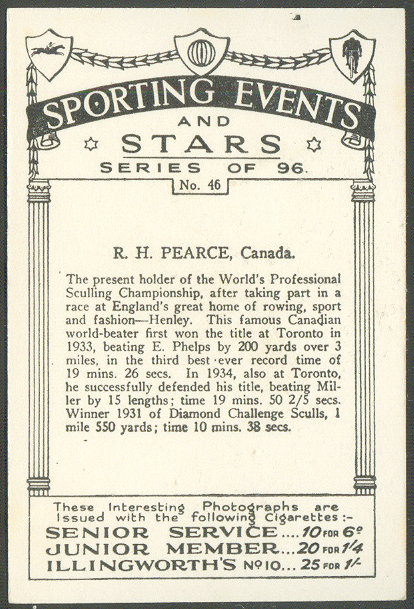 SPORTING EVENTS
AND
STARS
SERIES OF 96.
No. 46
R. H. PEARCE, Canada.
The present holder of the World's Professional
Sculling Championship, after taking part in a
race at England's great home of rowing, sport
and fashion—Henley. This famous Canadian
world-beater first won the title at Toronto in
1933, beating E. Phelps by 200 yards over 3
miles, in the third best ever record time of
19 mins. 26 secs. In 1934, also at Toronto,
he successfully defended his title, beating Mil-
ler by 15 lengths; time 19 mins. 50 2/5 secs.
Winner 1931 of Diamond Challenge Sculls, 1
mile 550 yards; time 10 mins. 38 secs.
These Interesting Photographs are
issued with the following Cigarettes:-
SENIOR SERVICE....10 FOR 6D
JUNIOR MEMBER...20 FOR 1/4
ILLINGWORTH'S No10...25 FOR 1/-